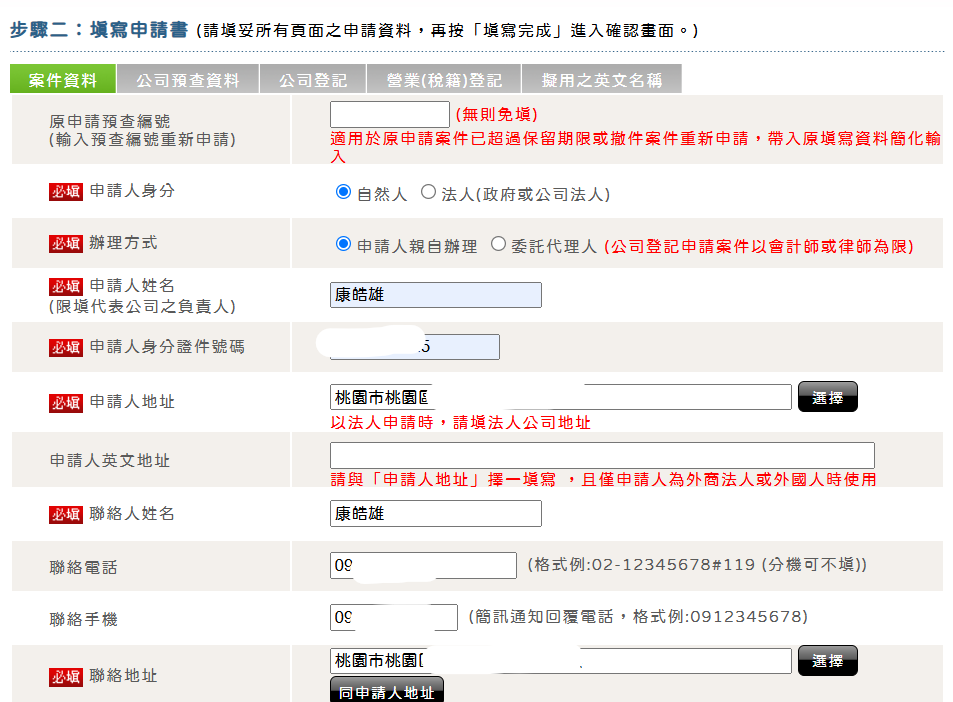 步驟二：填寫申請書 (請填妥所有頁面之申請資料，再按「填寫完成」進入確認畫面。)
案件資料 公司預查資料 公司登記 營業(稅籍)登記 擬用之英文名稱
原申請預查編號
(輸入預查編號重新申請)
(無則免填)
適用於原申請案件已超過保留期限或撤件案件重新申請，帶入原填寫資料簡化輸
入
必填 申請人身分 自然人 法人(政府或公司法人)
必填 辦理方式 申請人親自辦理 委託代理人 (公司登記申請案件以會計師或律師為限)
必填 申請人姓名
(限填代表公司之負責人)
康皓雄
必填 申請人身分證件號碼 5
必填 申請人地址 桃園市桃園區 選擇
以法人申請時，請填法人公司地址
申請人英文地址
請與「申請人地址」擇一填寫 ，且僅申請人為外商法人或外國人時使用
必填 聯絡人姓名 康皓雄
聯絡電話 09 (格式例:02-12345678#119 (分機可不填))
聯絡手機 09 (簡訊通知回覆電話，格式例:0912345678)
必填 聯絡地址 桃園市桃園 選擇
同申請人地址